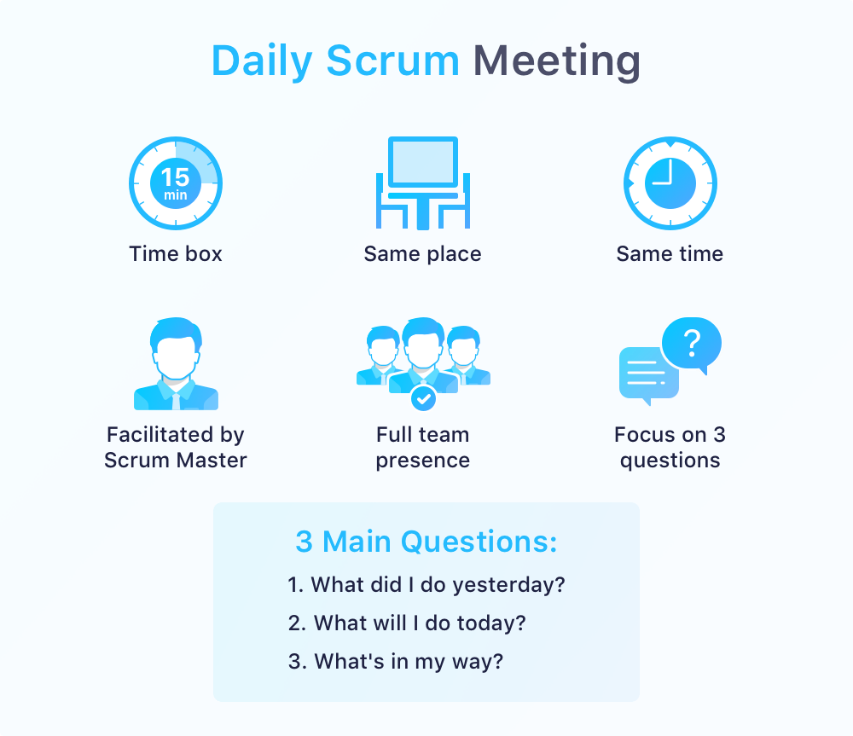 Daily Scrum Meeting
15
min
Time box
Same place
Same time
Facilitated by
Scrum Master
Full team
presence
?
Focus on 3
questions
3 Main Questions:
1. What did I do yesterday?
2. What will I do today?
3. What's in my way?